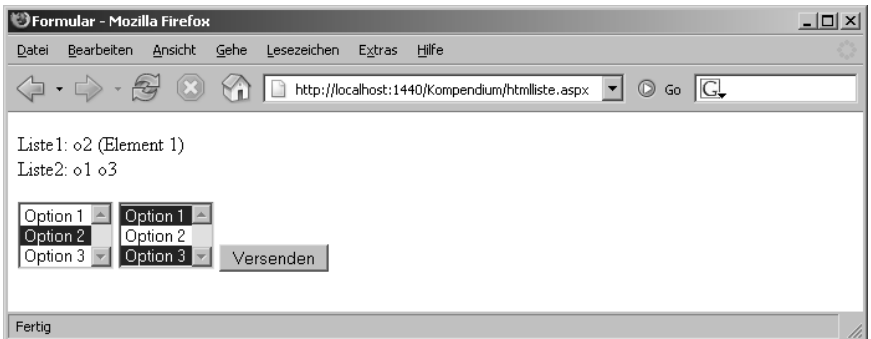 Formular - Mozilla Firefox
Datei Bearbeiten Ansicht Gehe Lesezeichen Extras Hilfe
http://localhost:1440/Kompendium/htmlliste.aspx Go G
Liste1: o2 (Element 1)
Liste2: o1 o3
Option 1 Option 1
Option 2 Option 2
Option 3 Option 3 Versenden
Fertig